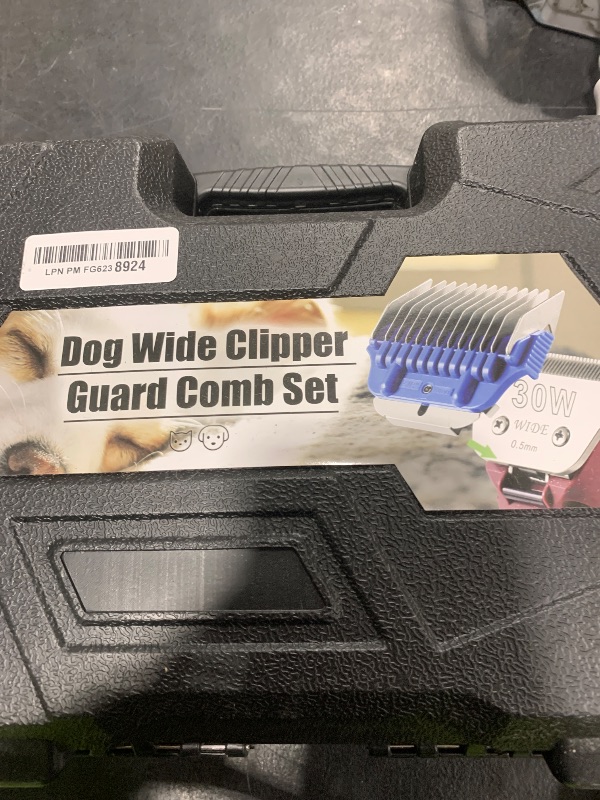 LPN PM FG623 8924
Dog Wide Clipper
Guard Comb Set
30W
WIDE
0.5mm